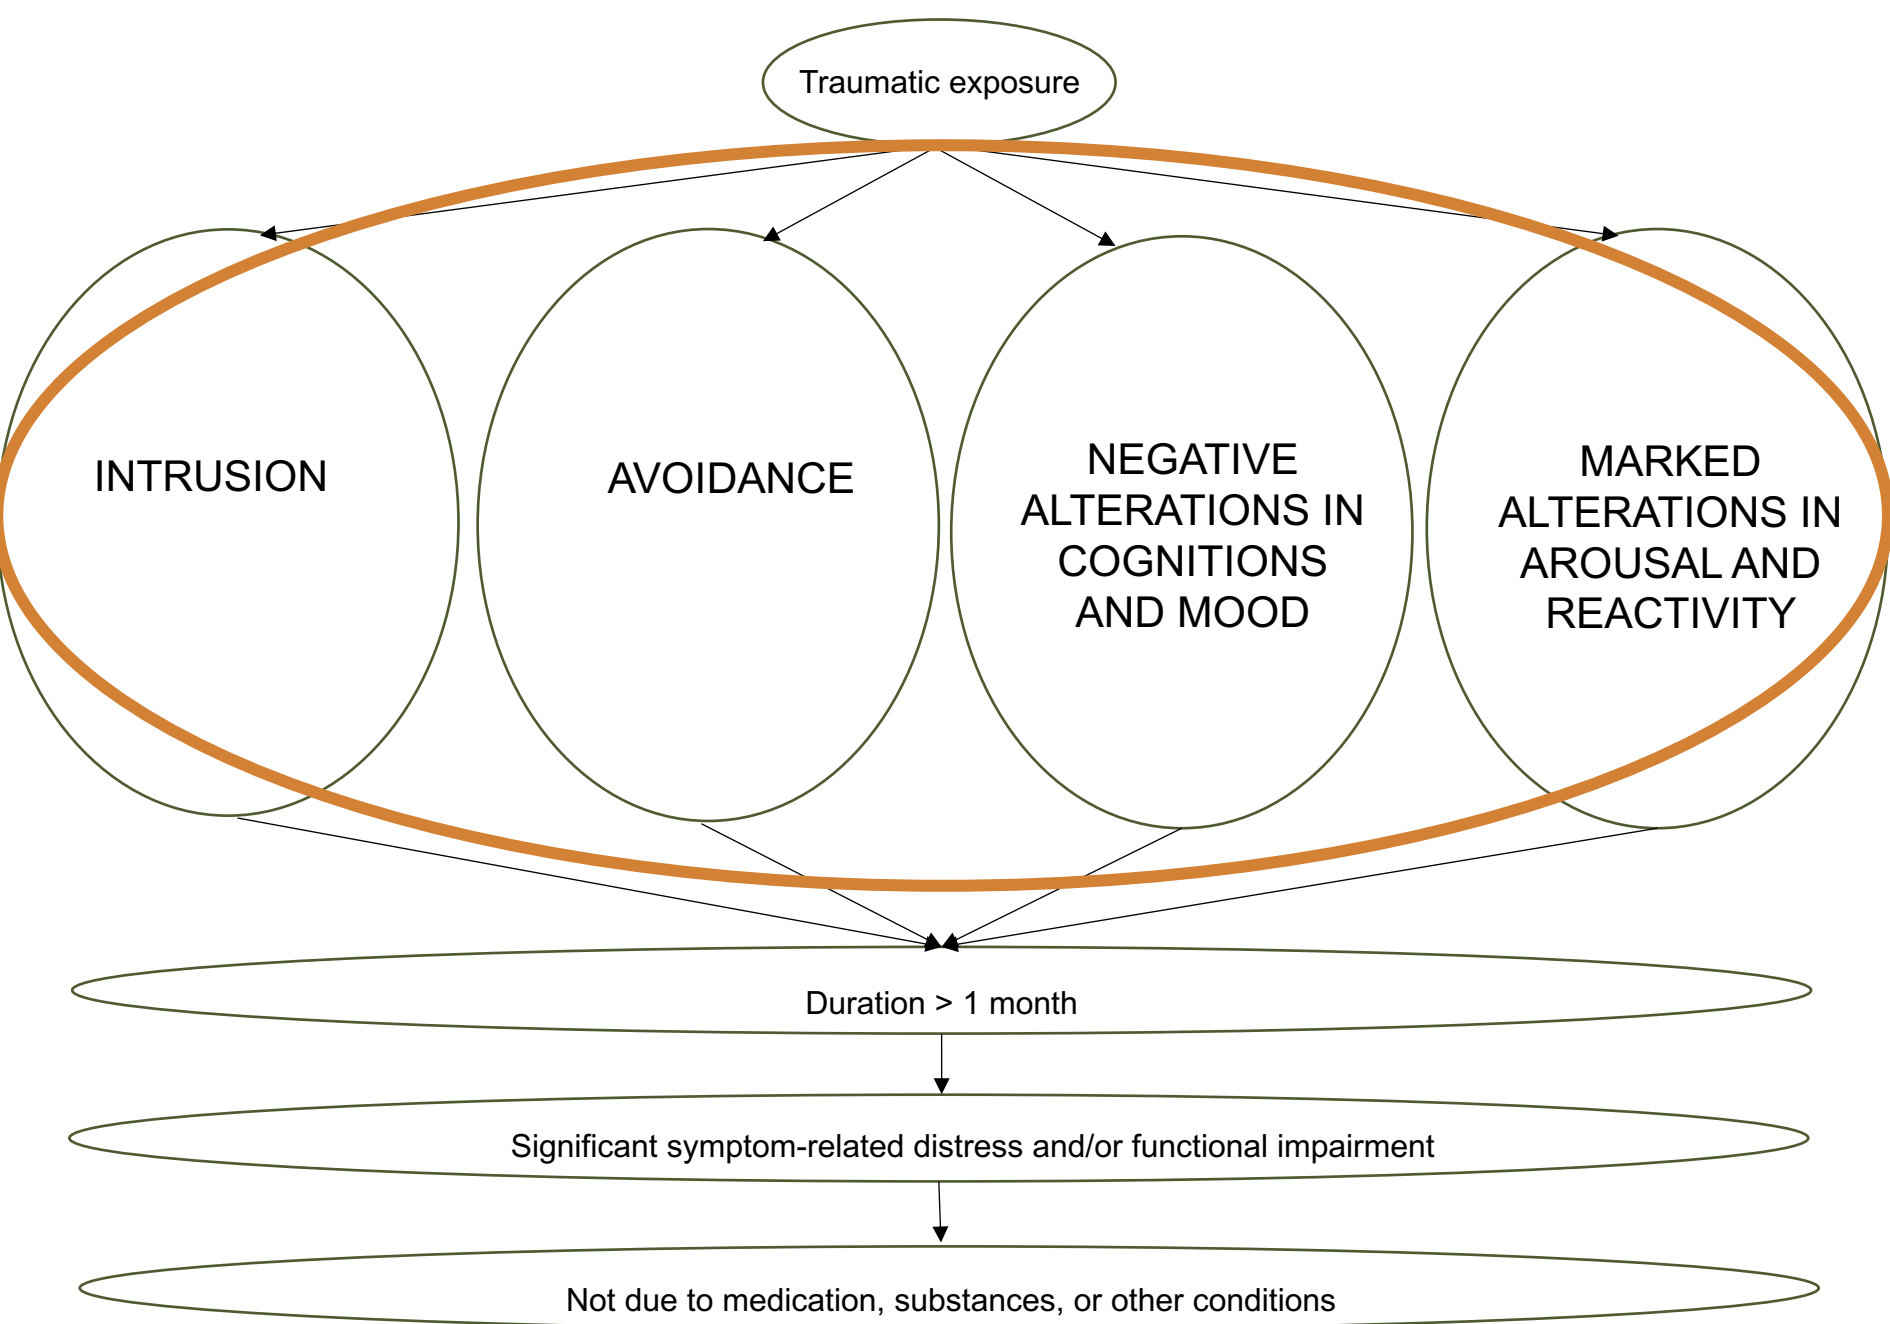 Traumatic exposure
INTRUSION
AVOIDANCE
NEGATIVE
ALTERATIONS IN
COGNITIONS
AND MOOD
MARKED
ALTERATIONS IN
AROUSAL AND
REACTIVITY
Duration > 1 month
Significant symptom-related distress and/or functional impairment
Not due to medication, substances, or other conditions